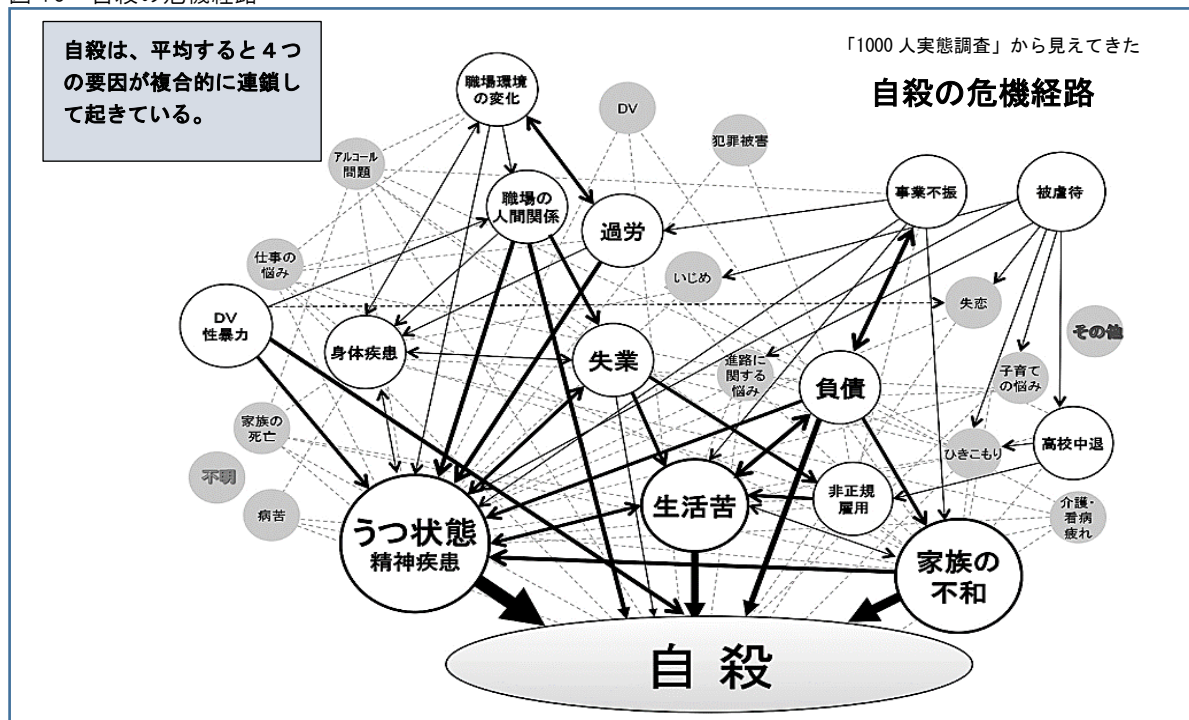 自殺は、平均すると４つ
の要因が複合的に連鎖し
て起きている。
「1000 人実態調査」から見えてきた
自殺の危機経路
職場環境
の変化
DV
犯罪被害
アルコール
問題
職場の
人間関係
過労
事業不振
被虐待
仕事の
悩み
いじめ
失恋
DV
性暴力
身体疾患
失業
進路に
関する
悩み
負債
子育て
の悩み
その他
家族の
死亡
ひきこもり
高校中退
不明
病苦
うつ状態
精神疾患
生活苦
非正規
雇用
介護・
看病
疲れ
家族の
不和
自殺